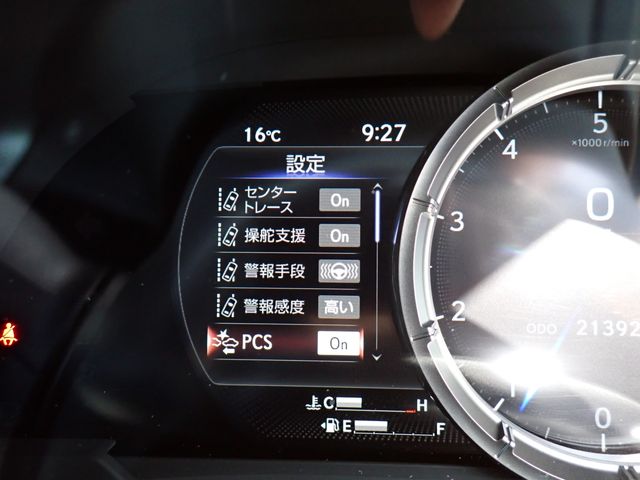 16℃ 9:27
設定
センター
トレース On
操舵支援 On
警報手段
警報感度 高い
PCS On
C H
E F
5
×1000r/min
4
3
2
1
0
0
ODO 21392